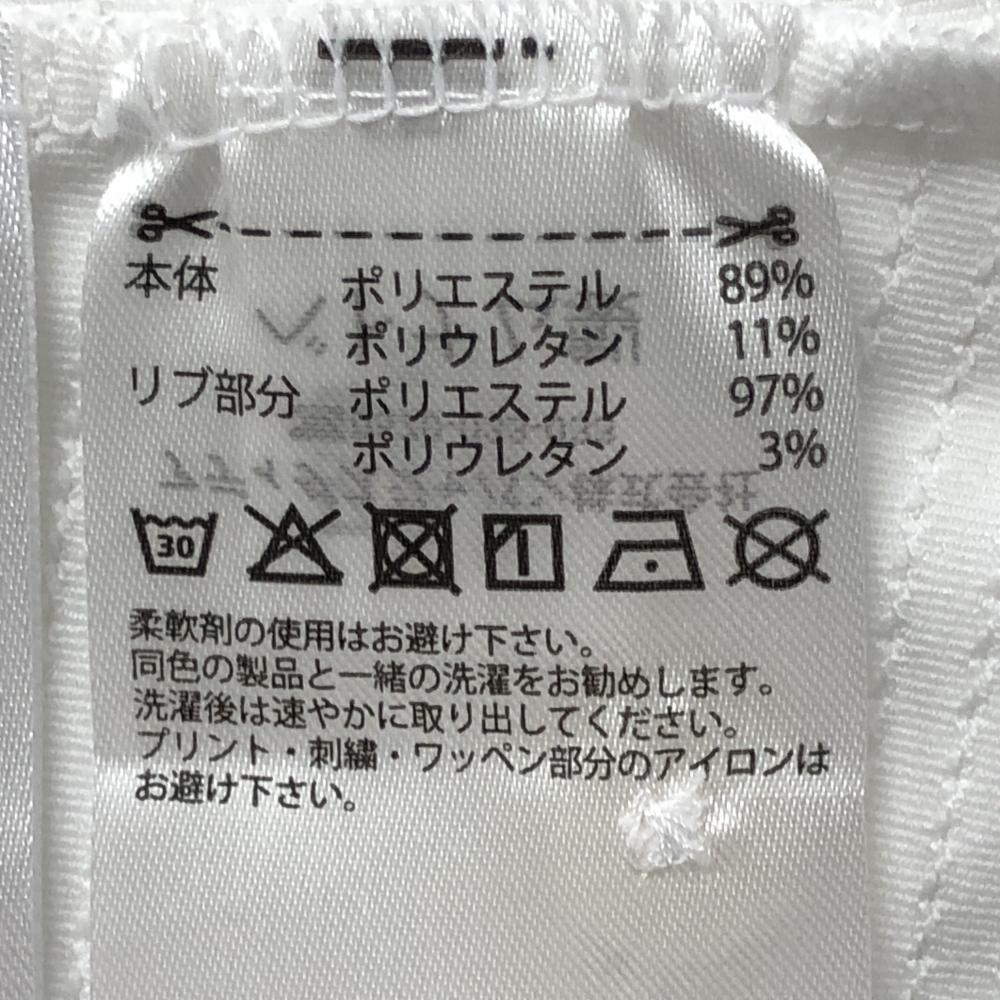 本体 ポリエステル 89%
ポリウレタン 11%
リブ部分 ポリエステル 97%
ポリウレタン 3%
30
柔軟剤の使用はお避け下さい。
同色の製品と一緒の洗濯をお勧めします。
洗濯後は速やかに取り出してください。
プリント・刺繍・ワッペン部分のアイロンは
お避け下さい。